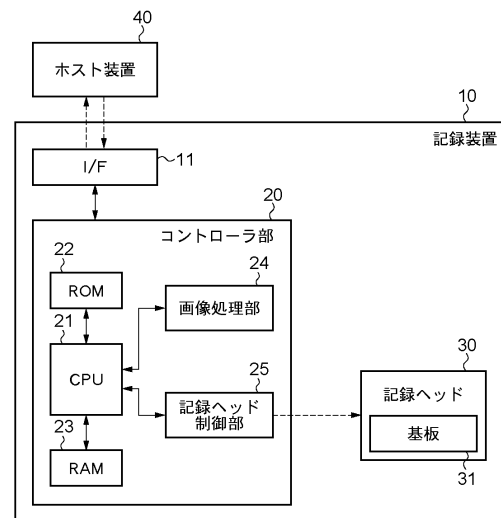 40
ホスト装置
10
記録装置
I/F
11
20
コントローラ部
22
ROM
24
画像処理部
21
CPU
25
記録ヘッド
制御部
30
記録ヘッド
基板
31
23
RAM